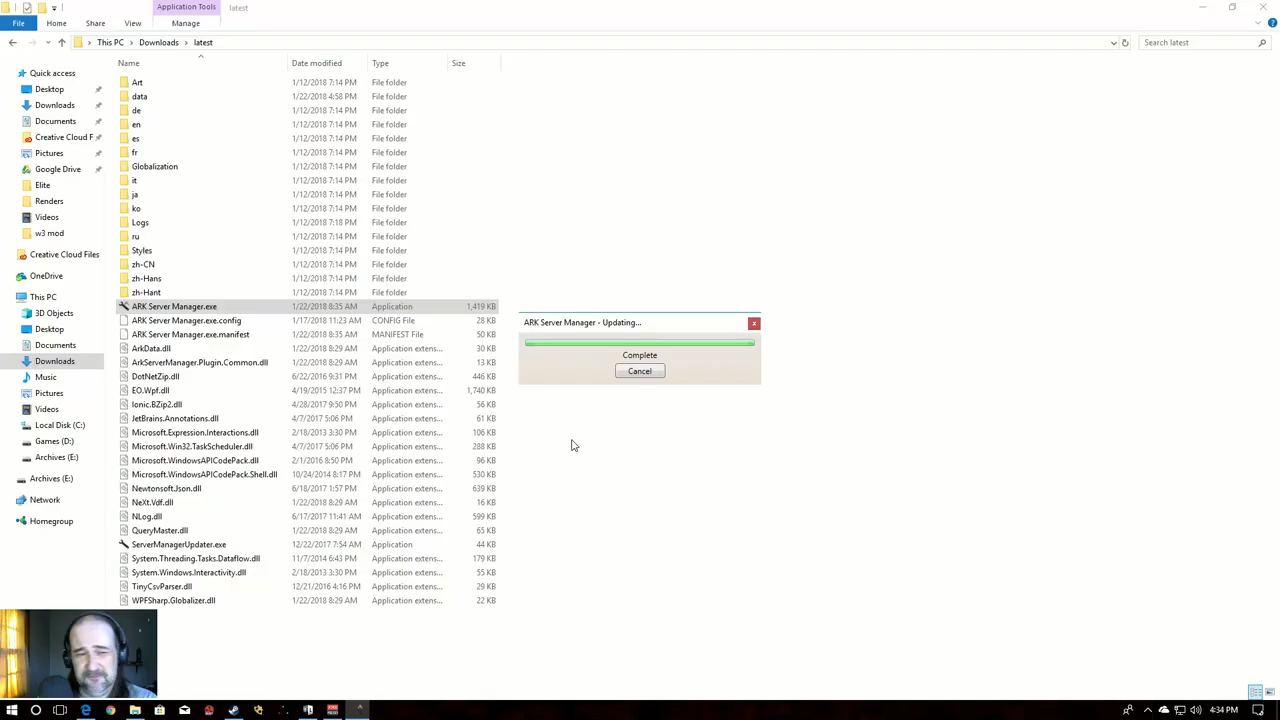 Application Tools latest
File Home Share View Manage
This PC Downloads latest Search latest
Name Date modified Type Size
Quick access
Desktop
Downloads
Documents
Creative Cloud F
Pictures
Google Drive
Elite
Renders
Videos
w3 mod
Creative Cloud Files
OneDrive
This PC
3D Objects
Desktop
Documents
Downloads
Music
Pictures
Videos
Local Disk (C:)
Games (D:)
Archives (E:)
Archives (E:)
Network
Homegroup
Art 1/12/2018 7:14 PM File folder
data 1/22/2018 4:58 PM File folder
de 1/12/2018 7:14 PM File folder
en 1/12/2018 7:14 PM File folder
es 1/12/2018 7:14 PM File folder
fr 1/12/2018 7:14 PM File folder
Globalization 1/12/2018 7:14 PM File folder
it 1/12/2018 7:14 PM File folder
ja 1/12/2018 7:14 PM File folder
ko 1/12/2018 7:14 PM File folder
Logs 1/12/2018 7:18 PM File folder
ru 1/12/2018 7:14 PM File folder
Styles 1/12/2018 7:14 PM File folder
zh-CN 1/12/2018 7:14 PM File folder
zh-Hans 1/12/2018 7:14 PM File folder
zh-Hant 1/12/2018 7:14 PM File folder
ARK Server Manager.exe 1/22/2018 8:35 AM Application 1,419 KB
ARK Server Manager.exe.config 1/17/2018 11:23 AM CONFIG File 28 KB
ARK Server Manager.exe.manifest 1/22/2018 8:35 AM MANIFEST File 50 KB
ArkData.dll 1/22/2018 8:29 AM Application extens... 30 KB
ArkServerManager.Plugin.Common.dll 1/22/2018 8:29 AM Application extens... 13 KB
DotNetZip.dll 6/22/2016 9:31 PM Application extens... 446 KB
EO.Wpf.dll 4/19/2015 12:37 PM Application extens... 1,740 KB
Ionic.BZip2.dll 4/28/2017 9:50 PM Application extens... 56 KB
JetBrains.Annotations.dll 4/7/2017 5:06 PM Application extens... 61 KB
Microsoft.Expression.Interactions.dll 2/18/2013 3:30 PM Application extens... 106 KB
Microsoft.Win32.TaskScheduler.dll 4/7/2017 5:06 PM Application extens... 288 KB
Microsoft.WindowsAPICodePack.dll 2/1/2016 8:50 PM Application extens... 96 KB
Microsoft.WindowsAPICodePack.Shell.dll 10/24/2014 8:17 PM Application extens... 530 KB
Newtonsoft.Json.dll 6/18/2017 1:57 PM Application extens... 639 KB
NeXt.Vdf.dll 1/22/2018 8:29 AM Application extens... 16 KB
NLog.dll 6/17/2017 11:41 AM Application extens... 599 KB
QueryMaster.dll 1/22/2018 8:29 AM Application extens... 65 KB
ServerManagerUpdater.exe 12/22/2017 7:54 AM Application 44 KB
System.Threading.Tasks.Dataflow.dll 11/7/2014 6:43 PM Application extens... 179 KB
System.Windows.Interactivity.dll 2/18/2013 3:30 PM Application extens... 55 KB
TinyCsvParser.dll 12/21/2016 4:16 PM Application extens... 29 KB
WPFSharp.Globalizer.dll 1/22/2018 8:29 AM Application extens... 22 KB
ARK Server Manager - Updating...
Complete
Cancel
4:34 PM